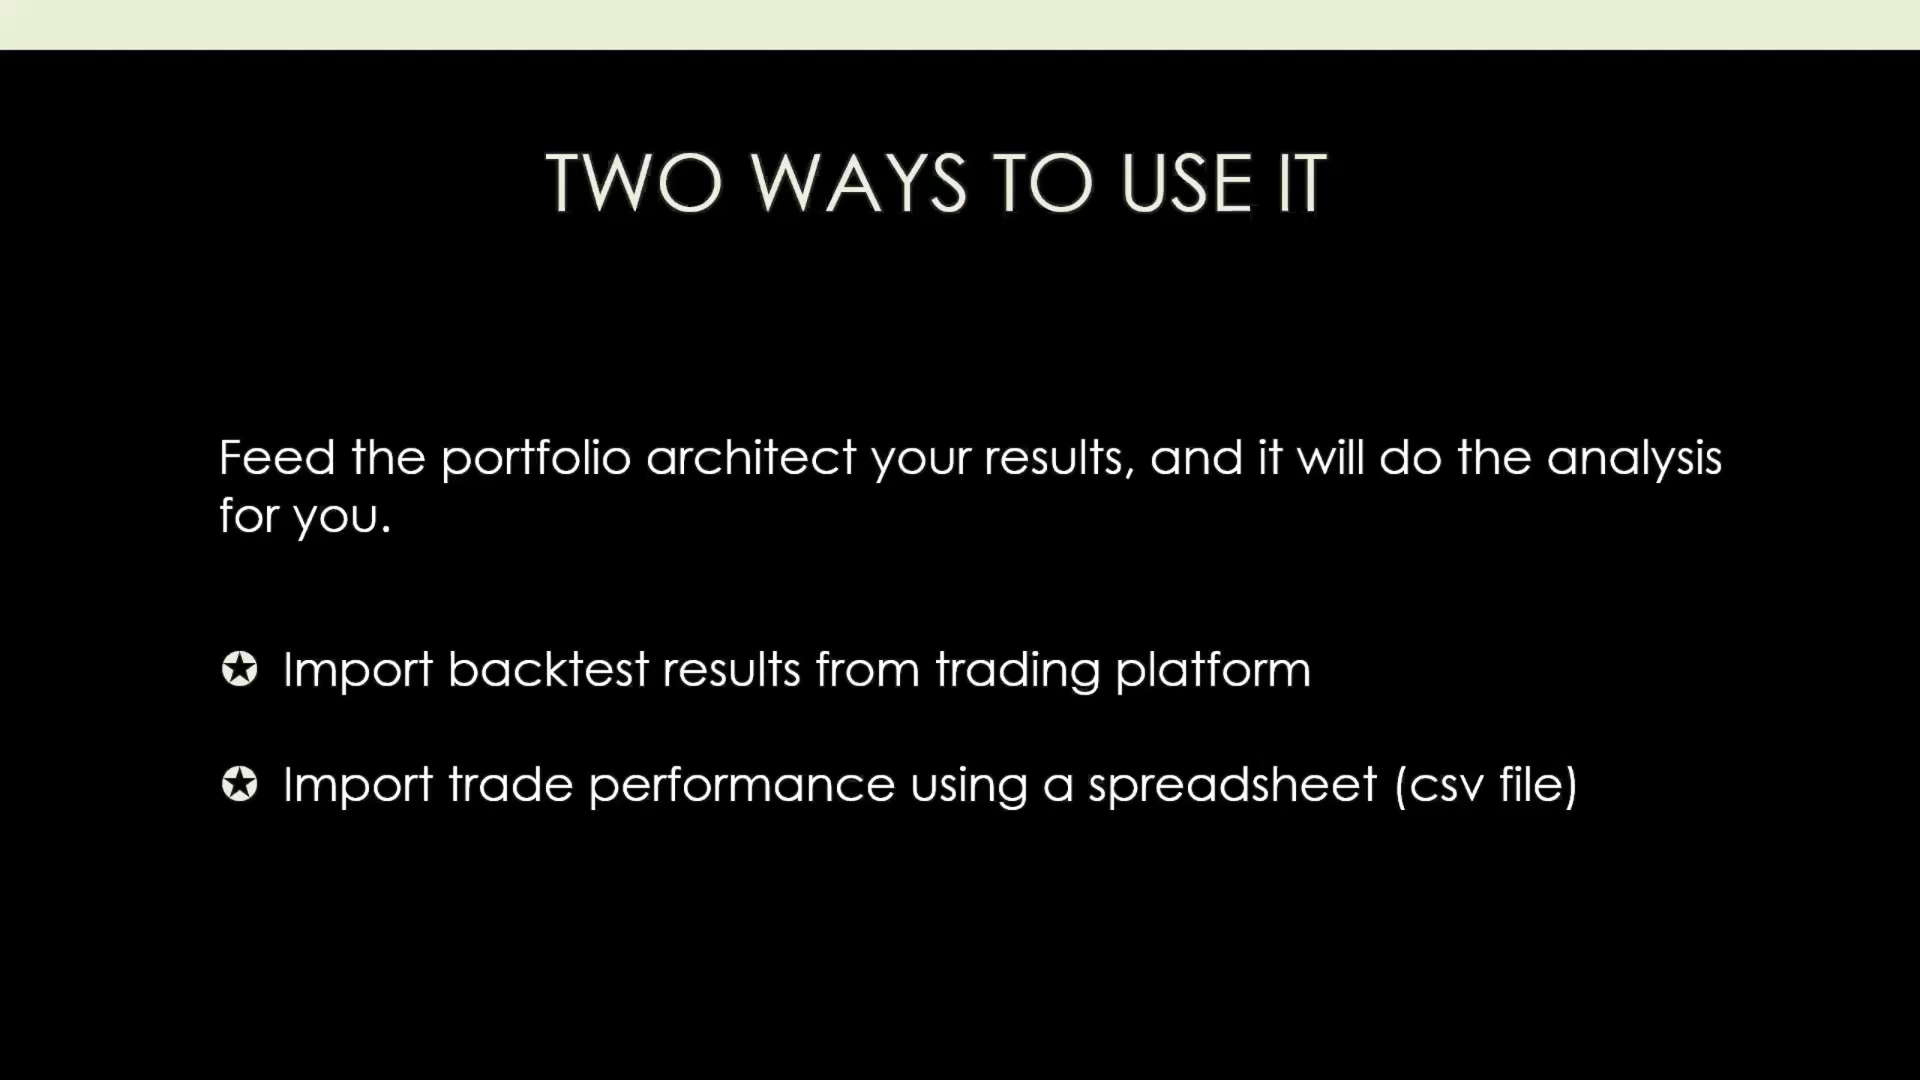 TWO WAYS TO USE IT
Feed the portfolio architect your results, and it will do the analysis
for you.
✪ Import backtest results from trading platform
✪ Import trade performance using a spreadsheet (csv file)